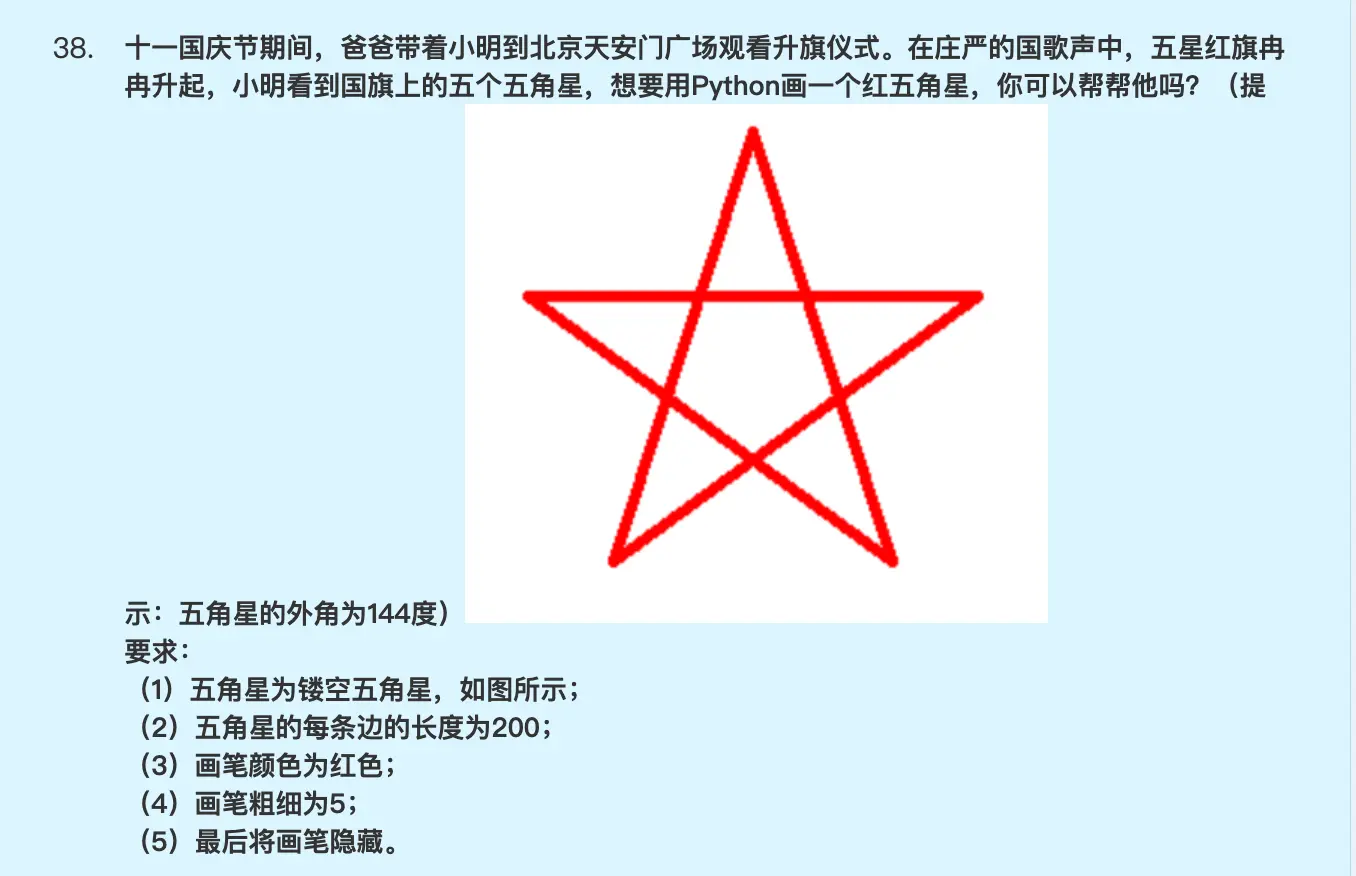 38. 十一国庆节期间，爸爸带着小明到北京天安门广场观看升旗仪式。在庄严的国歌声中，五星红旗冉
冉升起，小明看到国旗上的五个五角星，想要用Python画一个红五角星，你可以帮帮他吗？（提
示：五角星的外角为144度）
要求：
（1）五角星为镂空五角星，如图所示；
（2）五角星的每条边的长度为200；
（3）画笔颜色为红色；
（4）画笔粗细为5；
（5）最后将画笔隐藏。